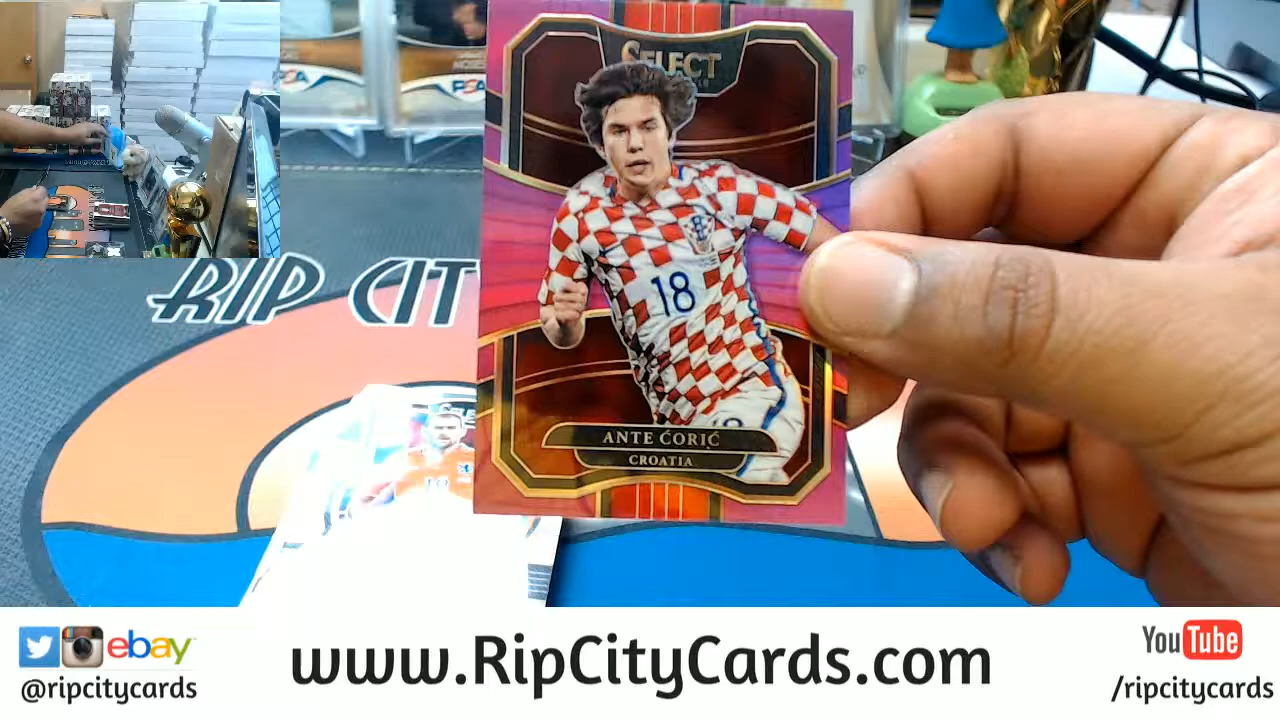 PSA
PSA
SELECT
RIP CIT
18
ANTE ĆORIĆ
CROATIA
ebay
@ripcitycards
www.RipCityCards.com
YouTube
/ripcitycards